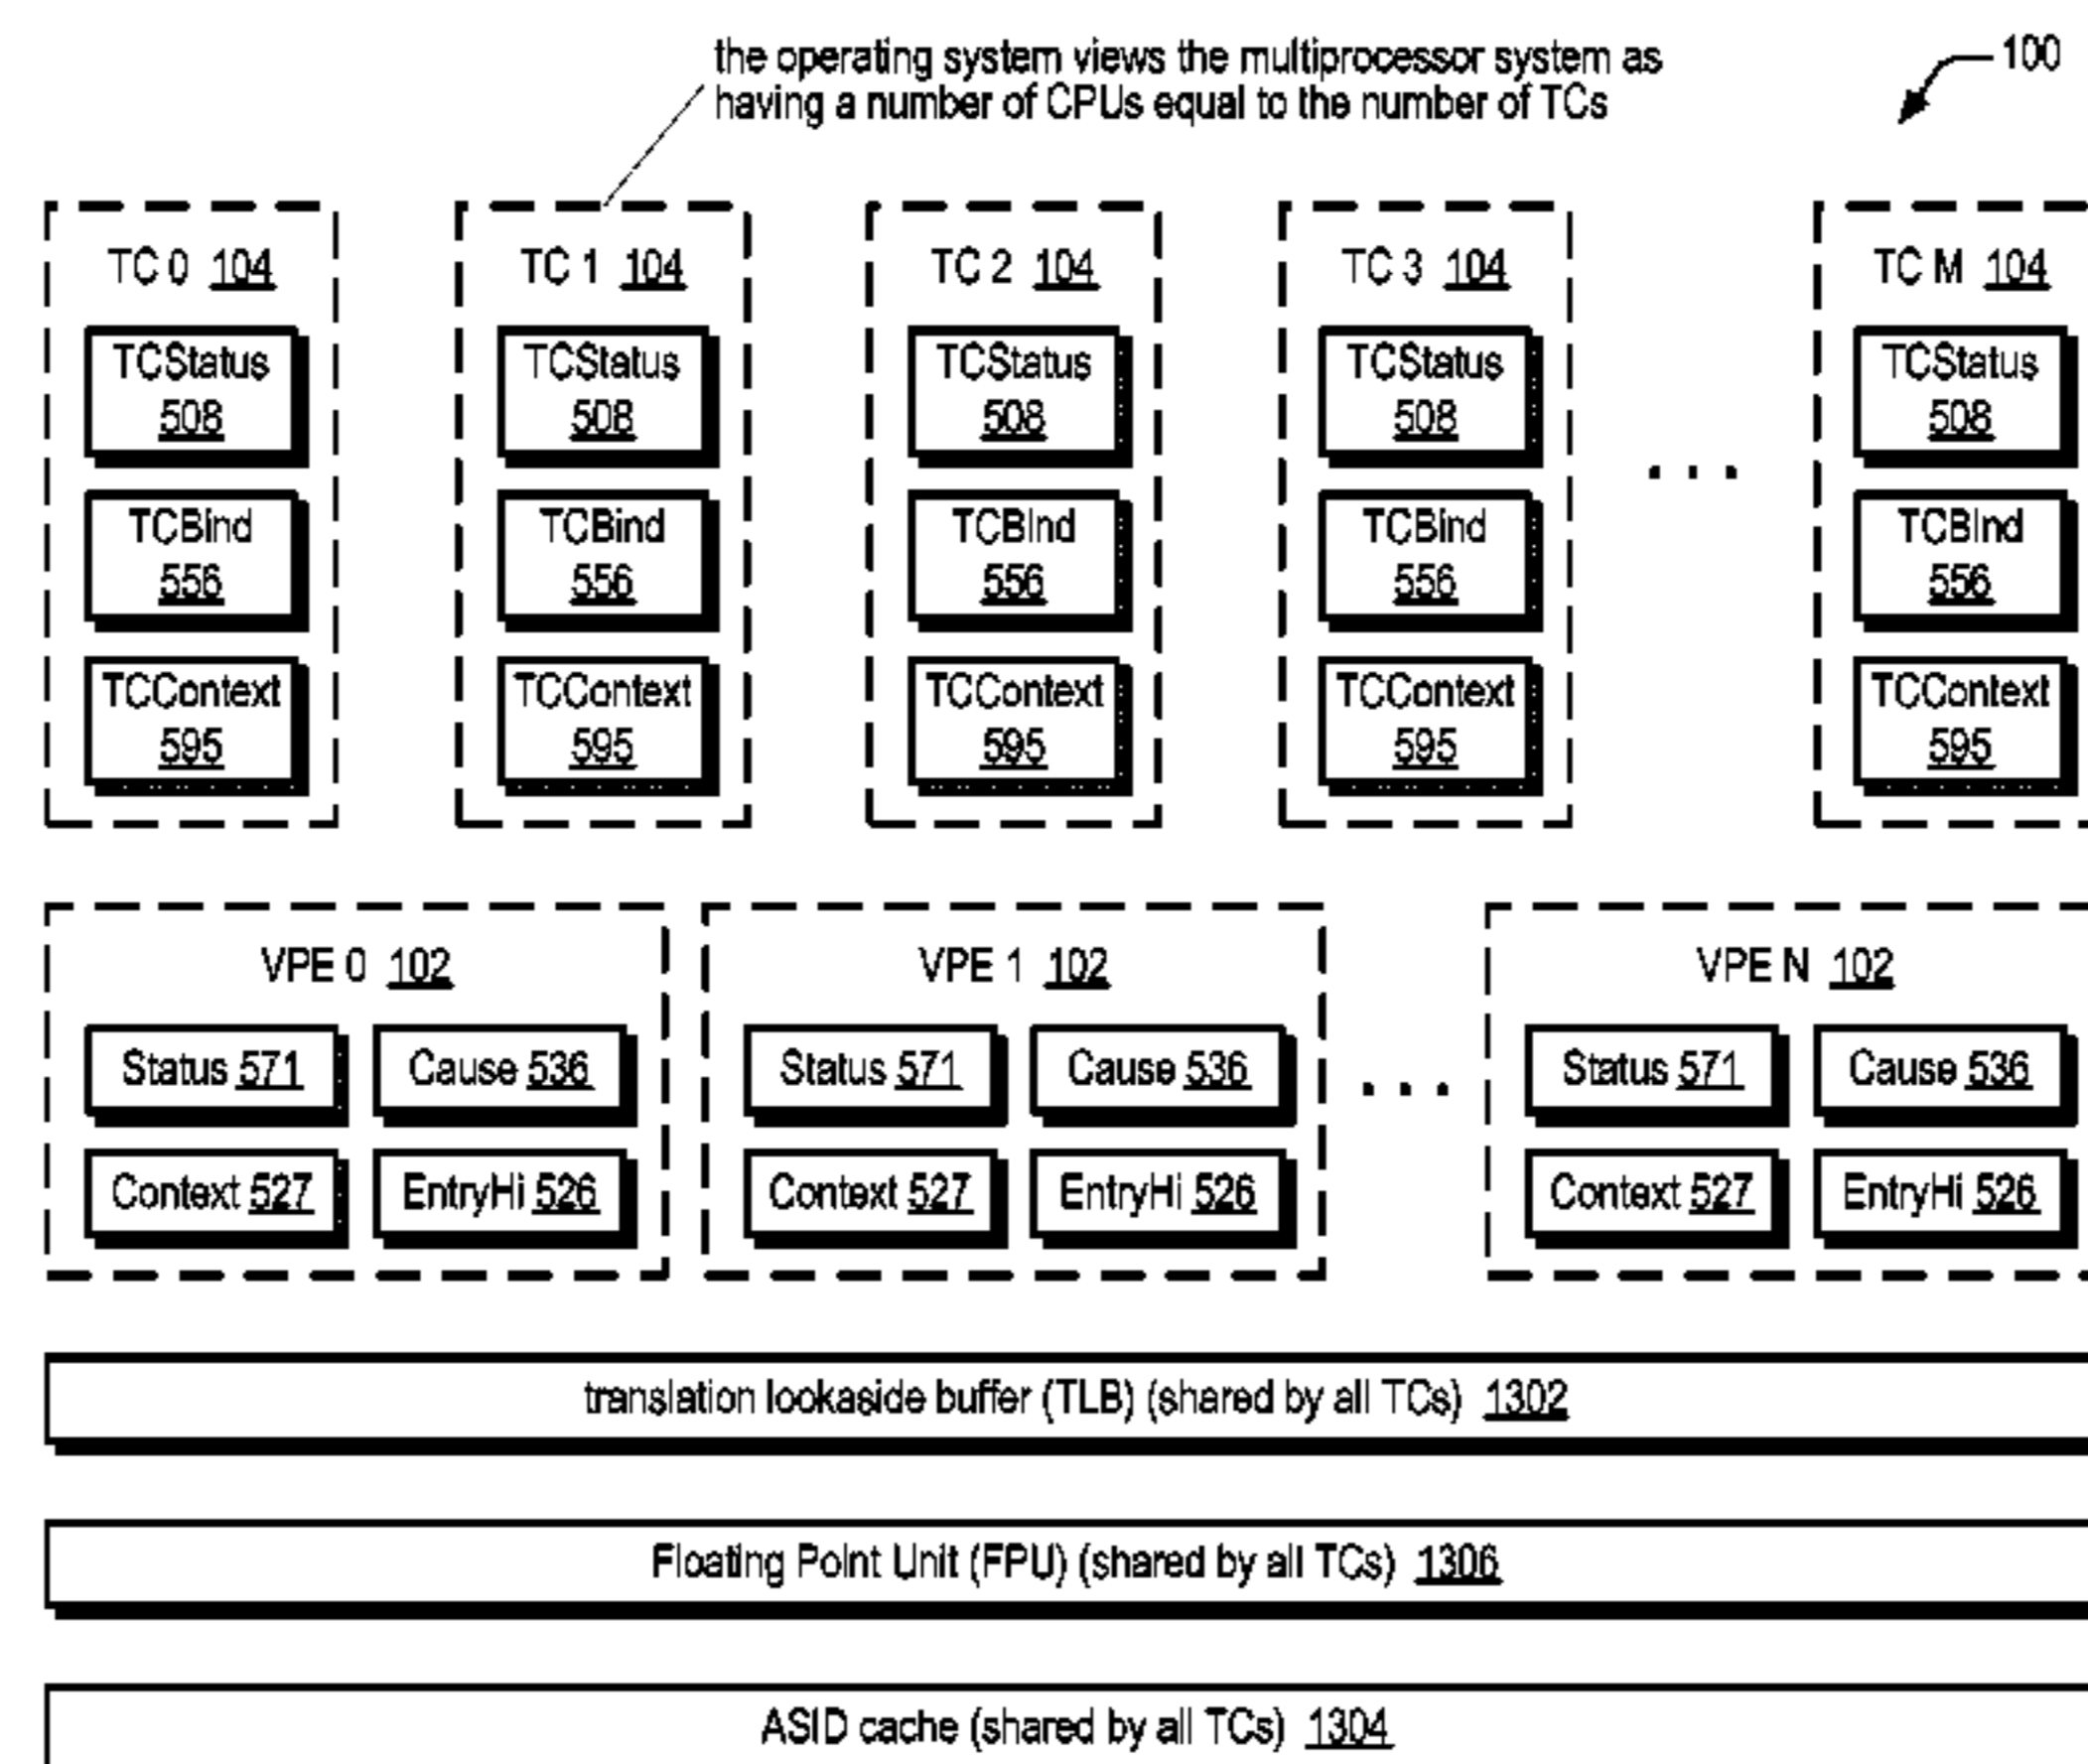 the operating system views the multiprocessor system as
having a number of CPUs equal to the number of TCs
100
TC 0 104
TCStatus
508
TCBind
556
TCContext
595
TC 1 104
TCStatus
508
TCBind
556
TCContext
595
TC 2 104
TCStatus
508
TCBind
556
TCContext
595
TC 3 104
TCStatus
508
TCBind
556
TCContext
595
...
TC M 104
TCStatus
508
TCBind
556
TCContext
595
VPE 0 102
Status 571
Cause 536
Context 527
EntryHi 526
VPE 1 102
Status 571
Cause 536
Context 527
EntryHi 526
...
VPE N 102
Status 571
Cause 536
Context 527
EntryHi 526
translation lookaside buffer (TLB) (shared by all TCs) 1302
Floating Point Unit (FPU) (shared by all TCs) 1306
ASID cache (shared by all TCs) 1304